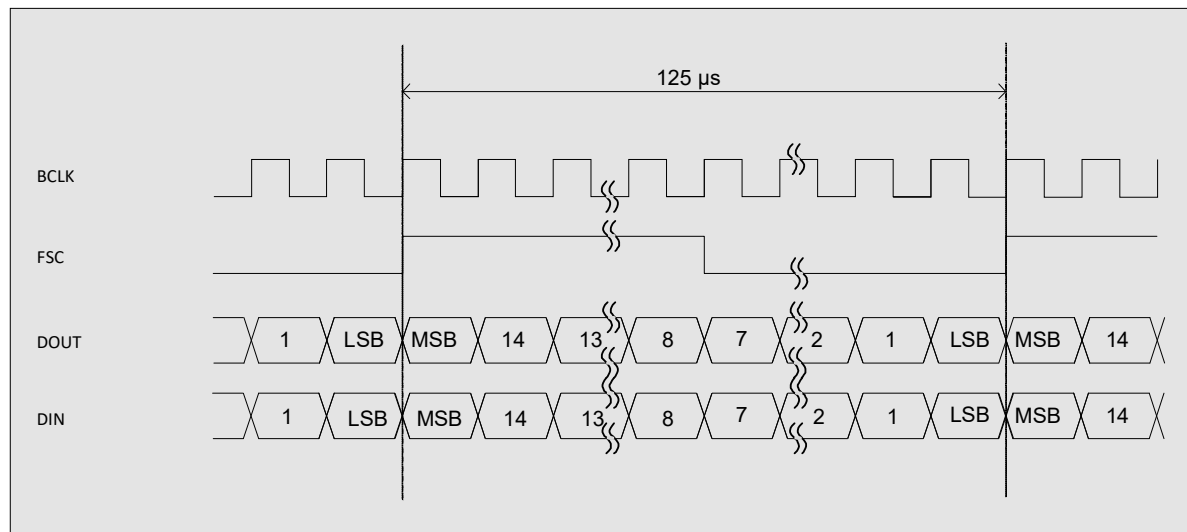 125 µs
BCLK
FSC
DOUT 1 LSB MSB 14 13 8 7 2 1 LSB MSB 14
DIN 1 LSB MSB 14 13 8 7 2 1 LSB MSB 14